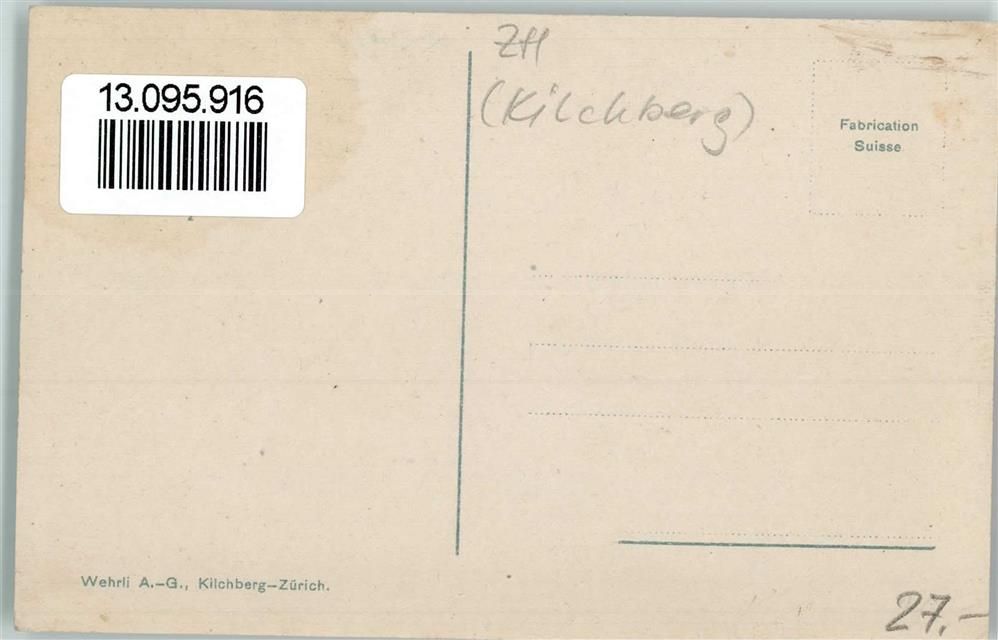 13.095.916
ZH
(Kilchberg)
Fabrication
Suisse
Wehrli A.-G., Kilchberg-Zürich.
27.-